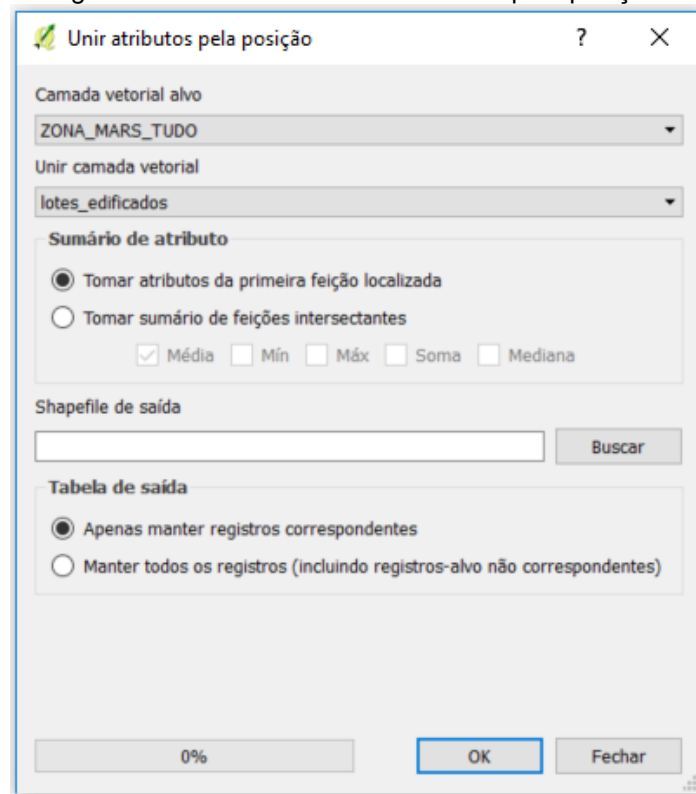 Unir atributos pela posição ? ×
Camada vetorial alvo
ZONA_MARS_TUDO
Unir camada vetorial
lotes_edificados
Sumário de atributo
Tomar atributos da primeira feição localizada
Tomar sumário de feições intersectantes
Média Mín Máx Soma Mediana
Shapefile de saída
Buscar
Tabela de saída
Apenas manter registros correspondentes
Manter todos os registros (incluindo registros-alvo não correspondentes)
0% OK Fechar